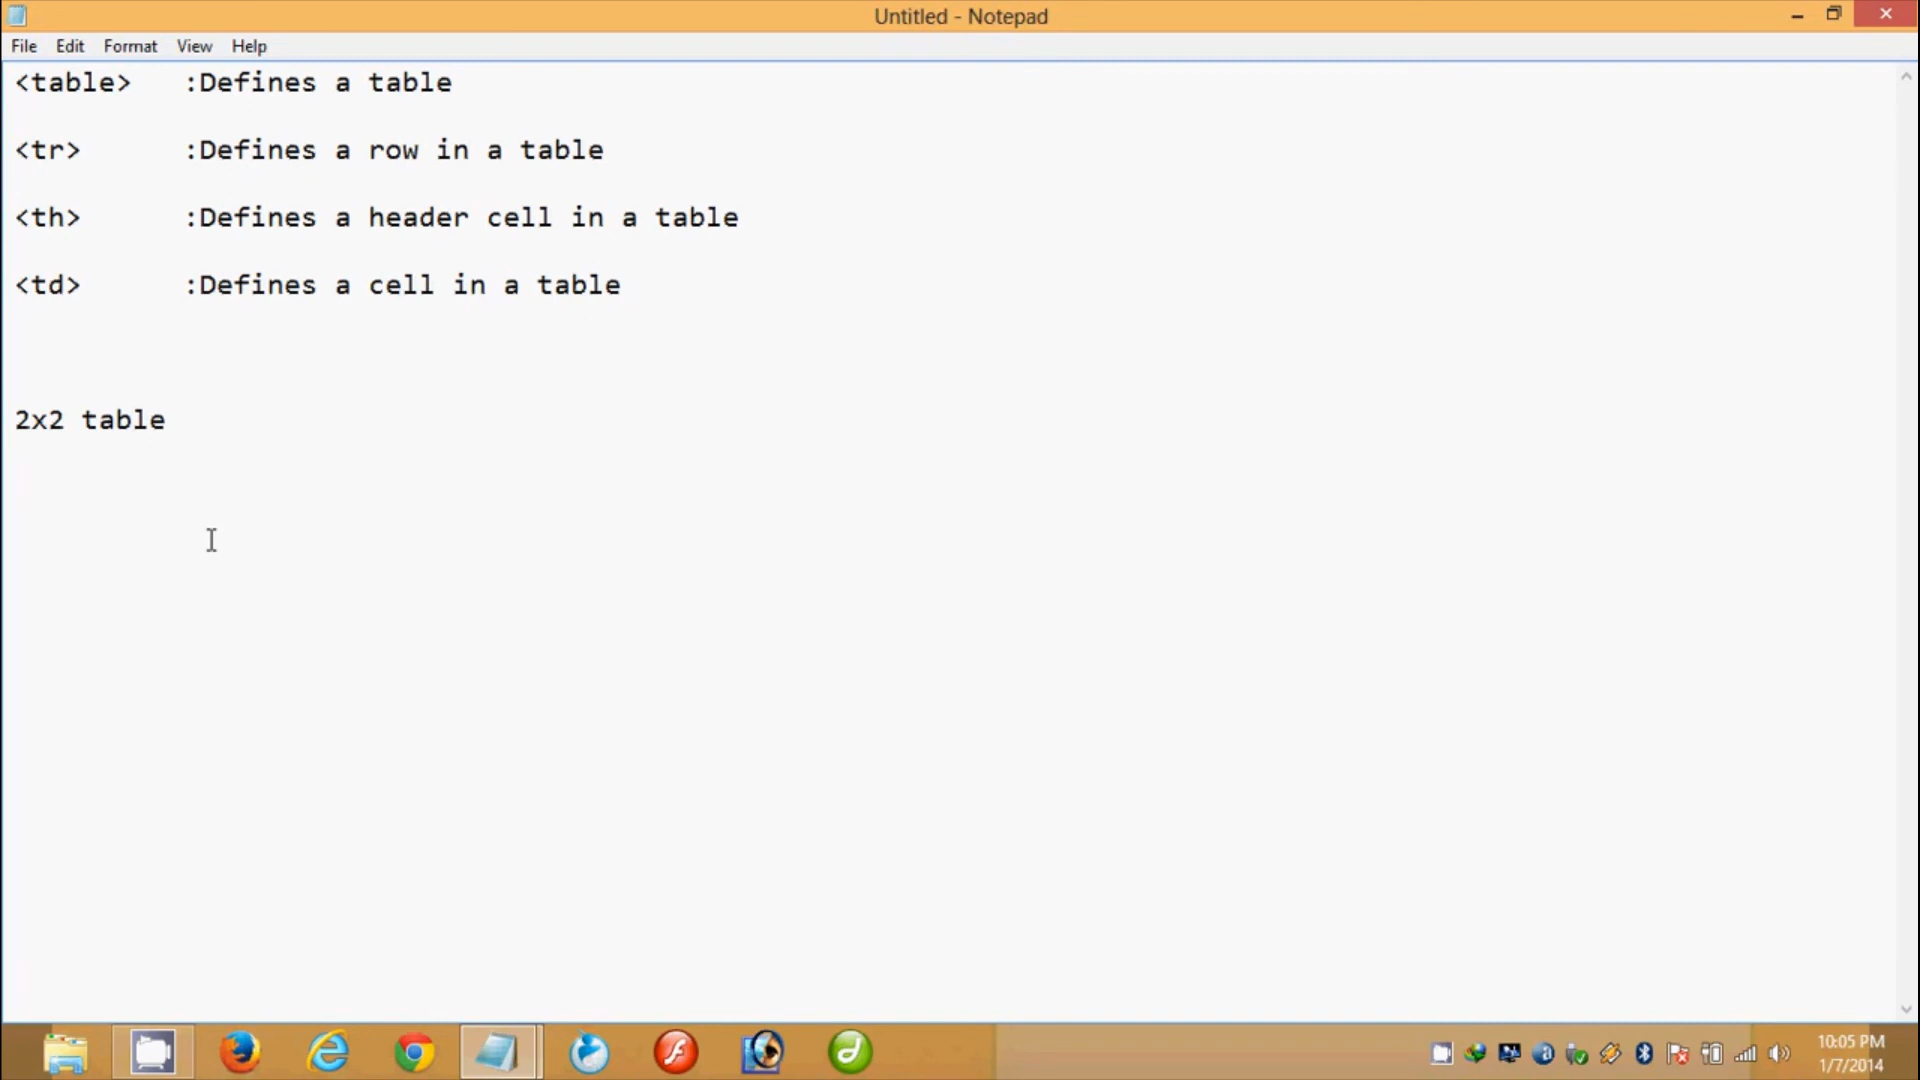 Untitled - Notepad
File Edit Format View Help
<table> :Defines a table
<tr> :Defines a row in a table
<th> :Defines a header cell in a table
<td> :Defines a cell in a table
2x2 table
10:05 PM
1/7/2014